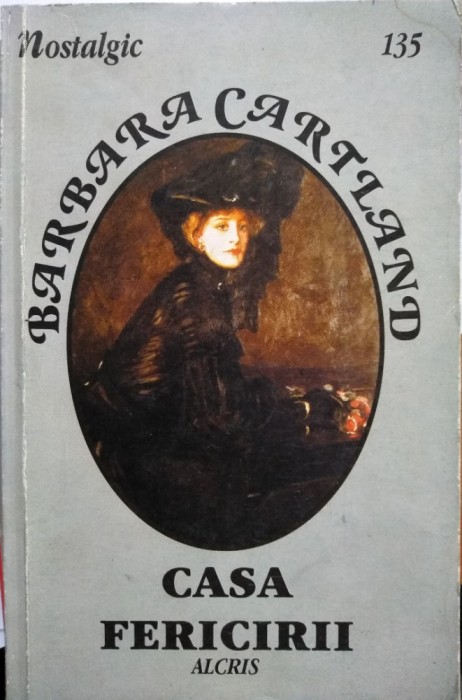 Nostalgic 135
BARBARA CARTLAND
CASA
FERICIRII
ALCRIS